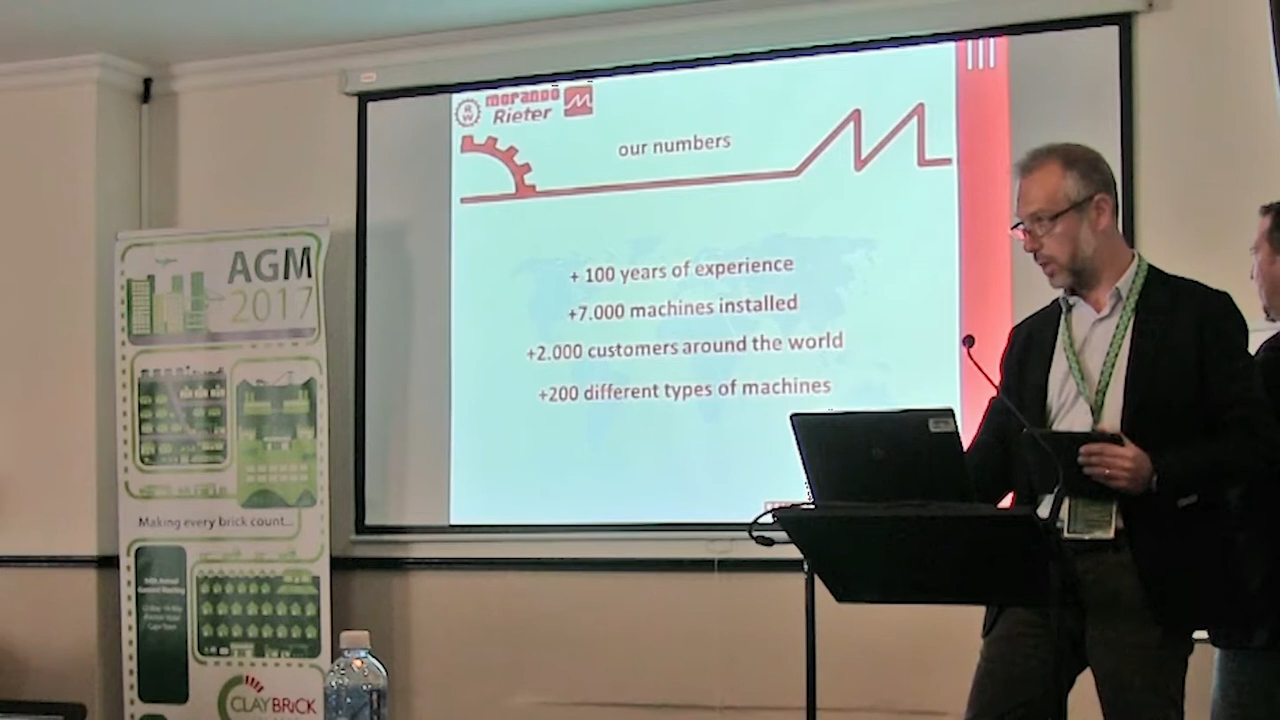 AGM
2017
Making every brick count...
CLAYBRICK
morando
Rieter
our numbers
+ 100 years of experience
+7.000 machines installed
+2.000 customers around the world
+200 different types of machines